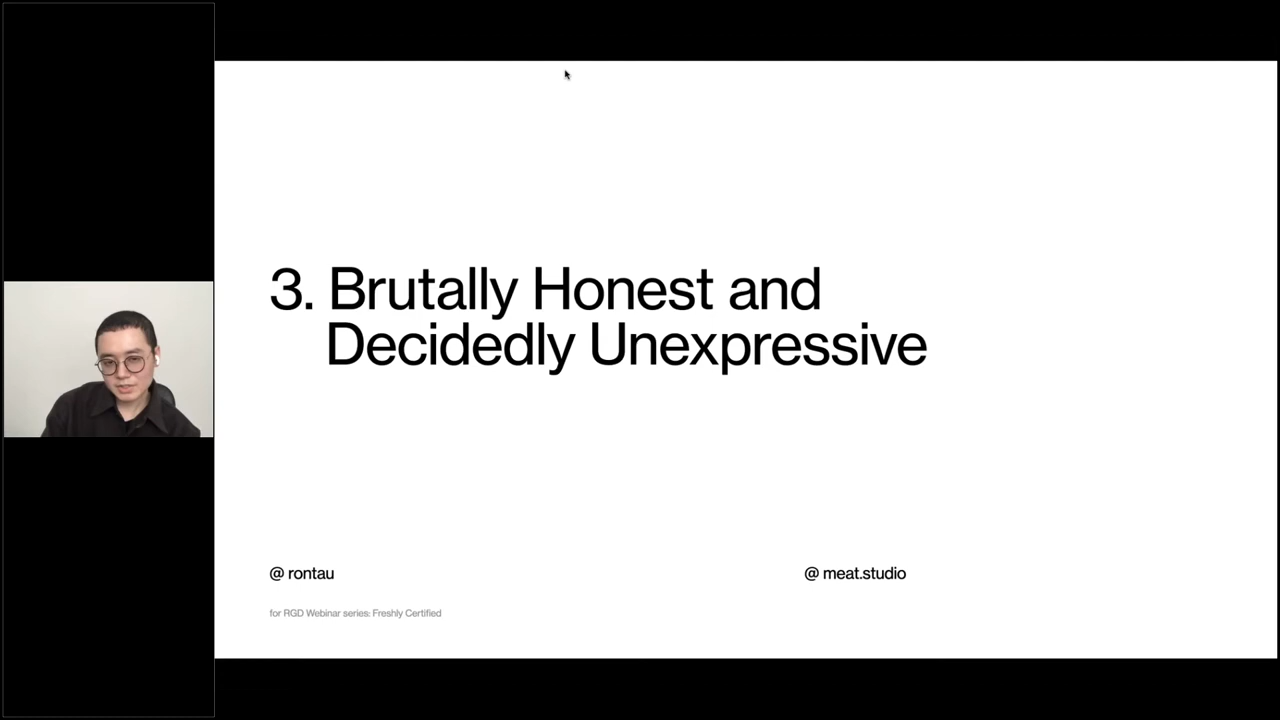 3. Brutally Honest and
Decidedly Unexpressive
@ rontau
@ meat.studio
for RGD Webinar series: Freshly Certified